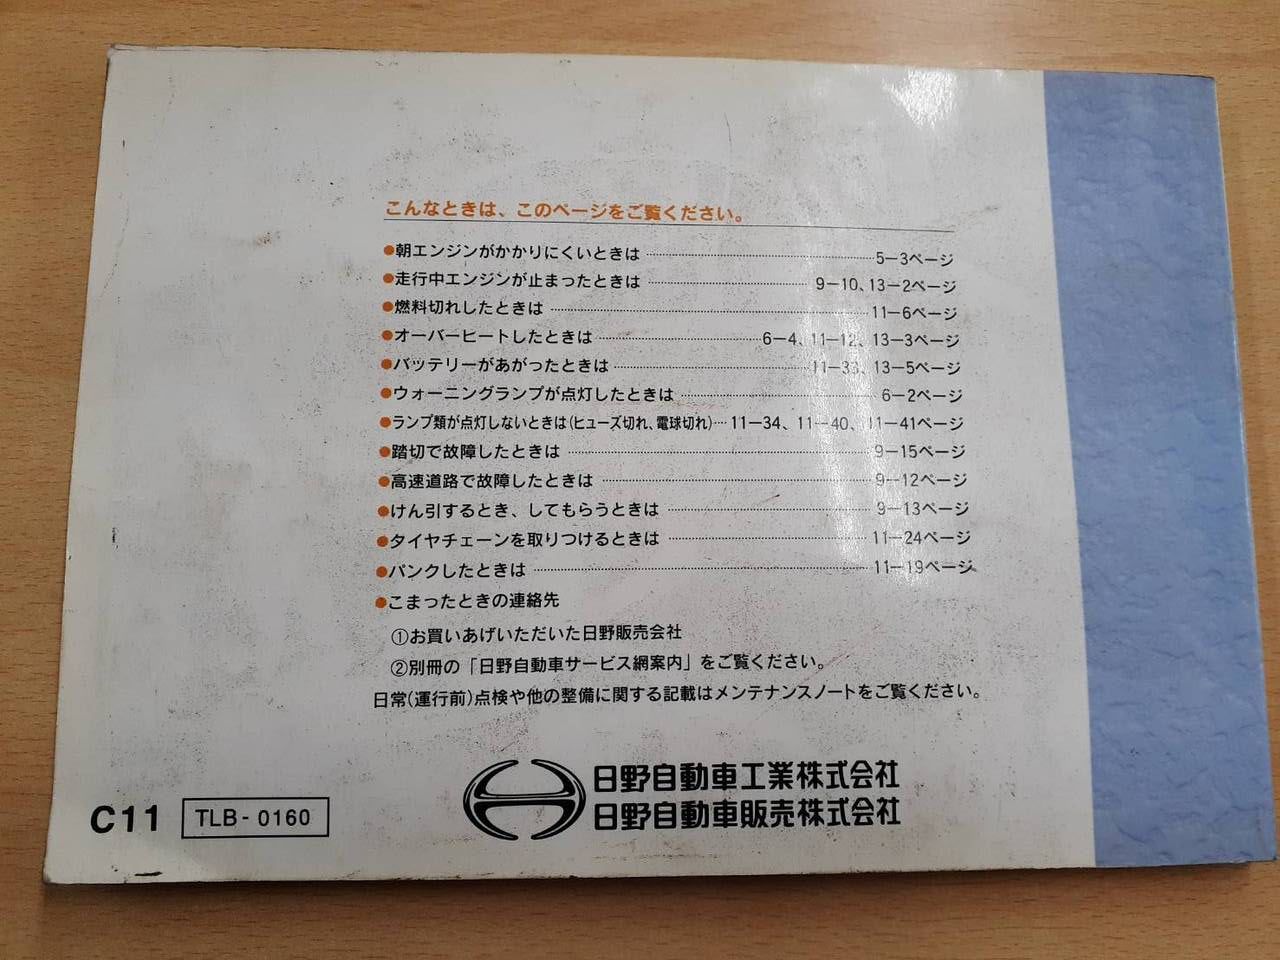 こんなときは、このページをご覧ください。
●朝エンジンがかかりにくいときは 5−3ページ
●走行中エンジンが止まったときは 9−10、13−2ページ
●燃料切れしたときは 11−6ページ
●オーバーヒートしたときは 6−4、11−12、13−3ページ
●バッテリーがあがったときは 11−33、13−5ページ
●ウォーニングランプが点灯したときは 6−2ページ
●ランプ類が点灯しないときは(ヒューズ切れ、電球切れ) 11−34、11−40、11−41ページ
●踏切で故障したときは 9−15ページ
●高速道路で故障したときは 9−12ページ
●けん引するとき、してもらうときは 9−13ページ
●タイヤチェーンを取りつけるときは 11−24ページ
●パンクしたときは 11−19ページ
●こまったときの連絡先
①お買いあげいただいた日野販売会社
②別冊の「日野自動車サービス網案内」をご覧ください。
日常(運行前)点検や他の整備に関する記載はメンテナンスノートをご覧ください。
日野自動車工業株式会社
日野自動車販売株式会社
C11 TLB-0160